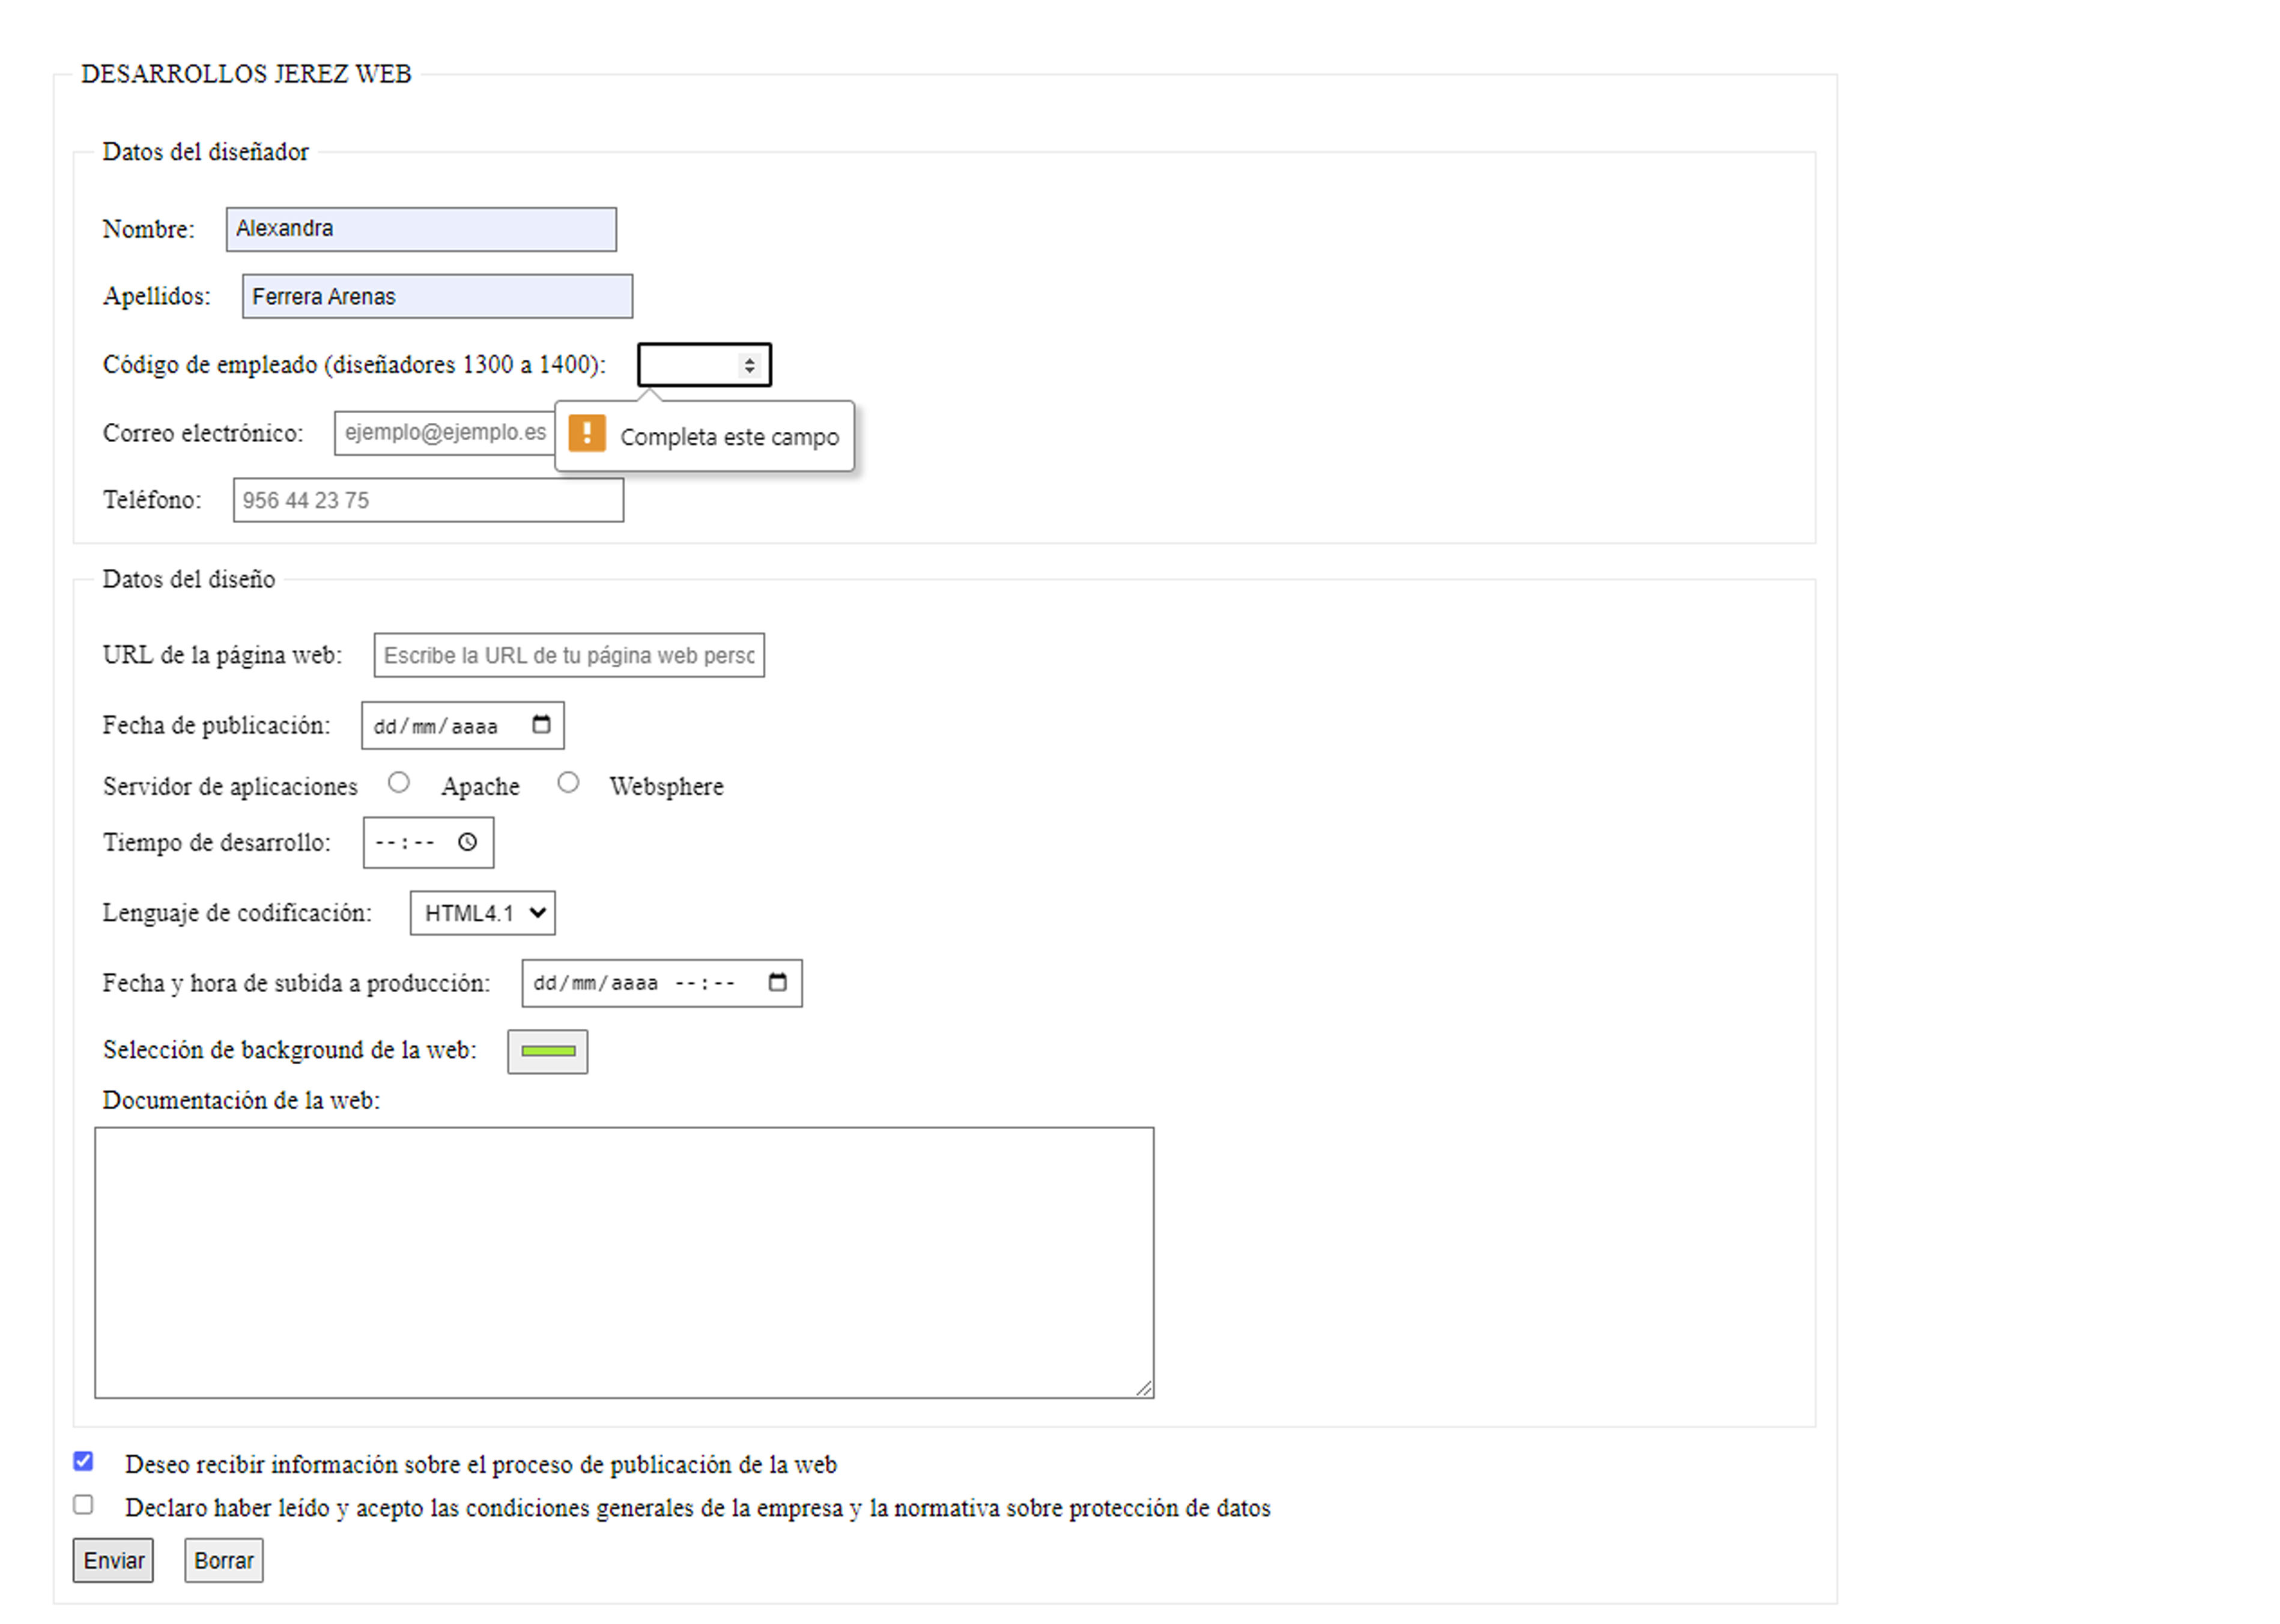 DESARROLLOS JEREZ WEB
Datos del diseñador
Nombre: Alexandra
Apellidos: Ferrera Arenas
Código de empleado (diseñadores 1300 a 1400):
Correo electrónico: ejemplo@ejemplo.es
Completa este campo
Teléfono: 956 44 23 75
Datos del diseño
URL de la página web: Escribe la URL de tu página web persc
Fecha de publicación: dd/mm/aaaa
Servidor de aplicaciones Apache Websphere
Tiempo de desarrollo: --:--
Lenguaje de codificación: HTML4.1
Fecha y hora de subida a producción: dd/mm/aaaa --:--
Selección de background de la web:
Documentación de la web:
Deseo recibir información sobre el proceso de publicación de la web
Declaro haber leído y acepto las condiciones generales de la empresa y la normativa sobre protección de datos
Enviar Borrar